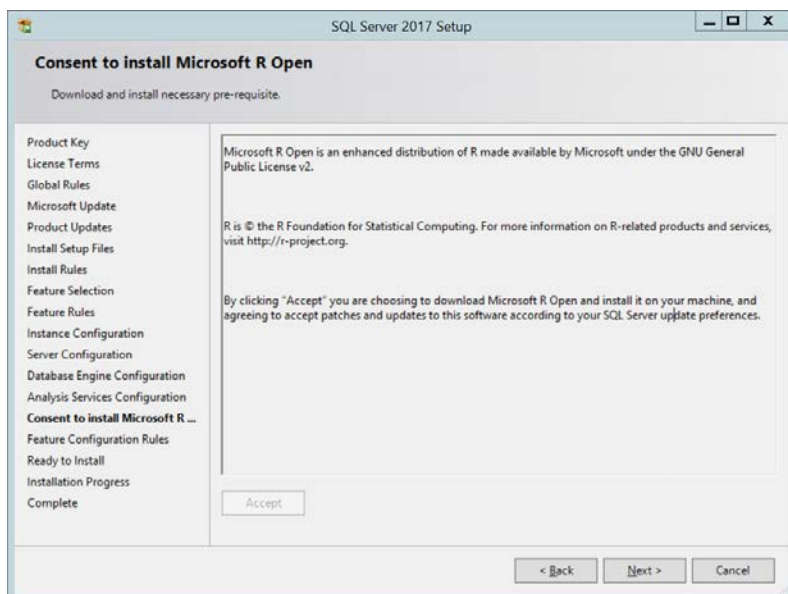 SQL Server 2017 Setup
Consent to install Microsoft R Open
Download and install necessary pre-requisite.
Product Key
License Terms
Global Rules
Microsoft Update
Product Updates
Install Setup Files
Install Rules
Feature Selection
Feature Rules
Instance Configuration
Server Configuration
Database Engine Configuration
Analysis Services Configuration
Consent to install Microsoft R ...
Feature Configuration Rules
Ready to Install
Installation Progress
Complete
Microsoft R Open is an enhanced distribution of R made available by Microsoft under the GNU General
Public License v2.
R is © the R Foundation for Statistical Computing. For more information on R-related products and services,
visit http://r-project.org.
By clicking "Accept" you are choosing to download Microsoft R Open and install it on your machine, and
agreeing to accept patches and updates to this software according to your SQL Server update preferences.
Accept
< Back
Next >
Cancel